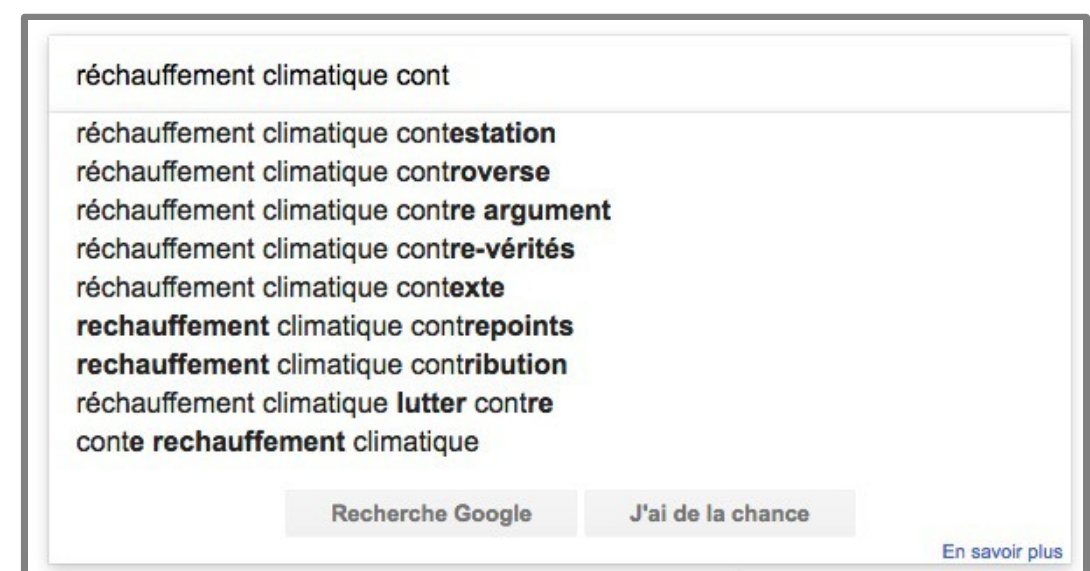 réchauffement climatique cont
réchauffement climatique contestation
réchauffement climatique controverse
réchauffement climatique contre argument
réchauffement climatique contre-vérités
réchauffement climatique contexte
rechauffement climatique contrepoints
rechauffement climatique contribution
réchauffement climatique lutter contre
conte rechauffement climatique
Recherche Google J'ai de la chance
En savoir plus